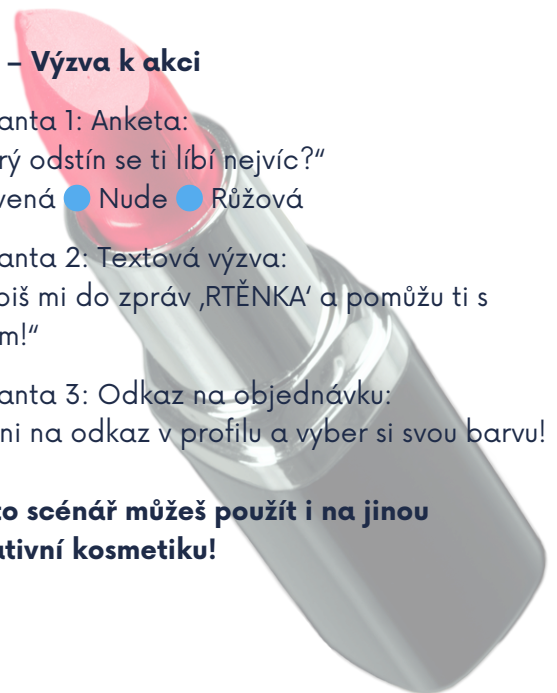 – Výzva k akci
anta 1: Anketa:
rý odstín se ti líbí nejvíc?“
vená Nude Růžová
anta 2: Textová výzva:
piš mi do zpráv ‚RTĚNKA‘ a pomůžu ti s
m!“
anta 3: Odkaz na objednávku:
ni na odkaz v profilu a vyber si svou barvu!
to scénář můžeš použít i na jinou
ativní kosmetiku!